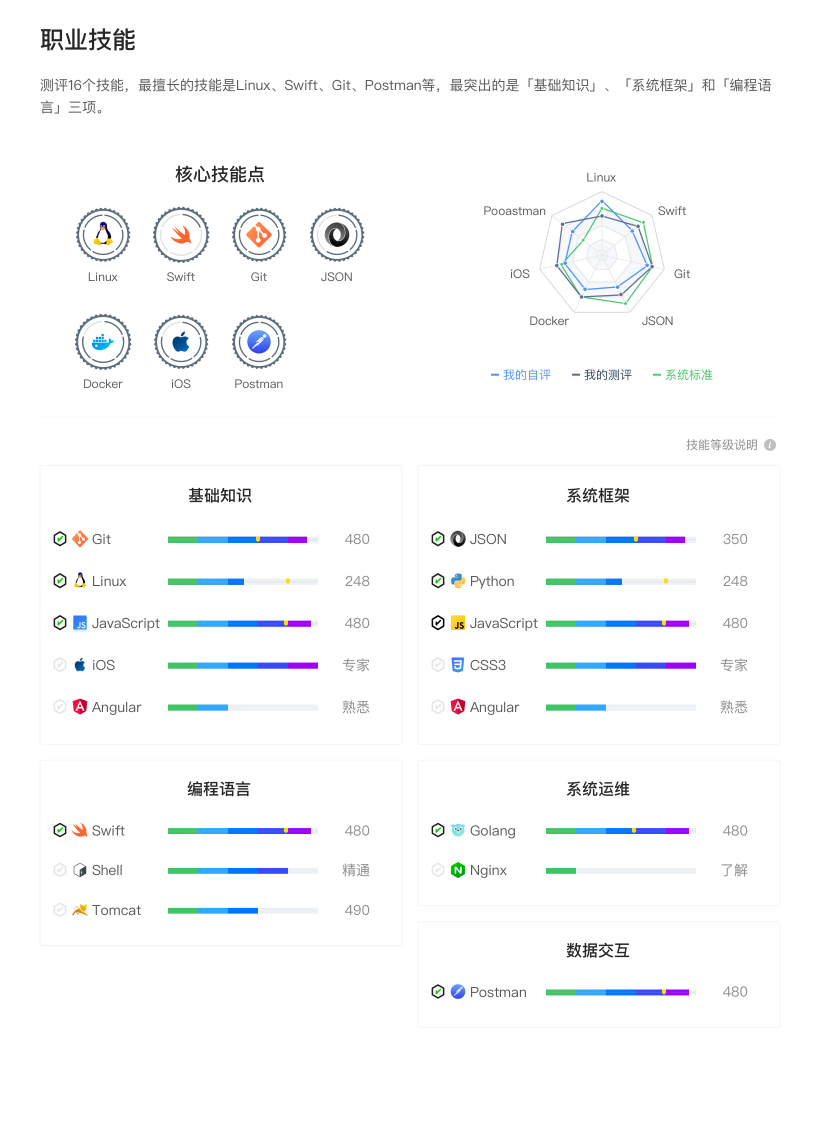 职业技能
测评16个技能，最擅长的技能是Linux、Swift、Git、Postman等，最突出的是「基础知识」、「系统框架」和「编程语
言」三项。
核心技能点
Linux
Swift
Git
JSON
Docker
iOS
Postman
Linux
Pooastman
Swift
iOS
Git
Docker
JSON
我的自评
我的测评
系统标准
技能等级说明 i
基础知识
Git 480
Linux 248
JS JavaScript 480
iOS 专家
Angular 熟悉
系统框架
JSON 350
Python 248
JS JavaScript 480
CSS3 专家
Angular 熟悉
编程语言
Swift 480
Shell 精通
Tomcat 490
系统运维
Golang 480
Nginx 了解
数据交互
Postman 480